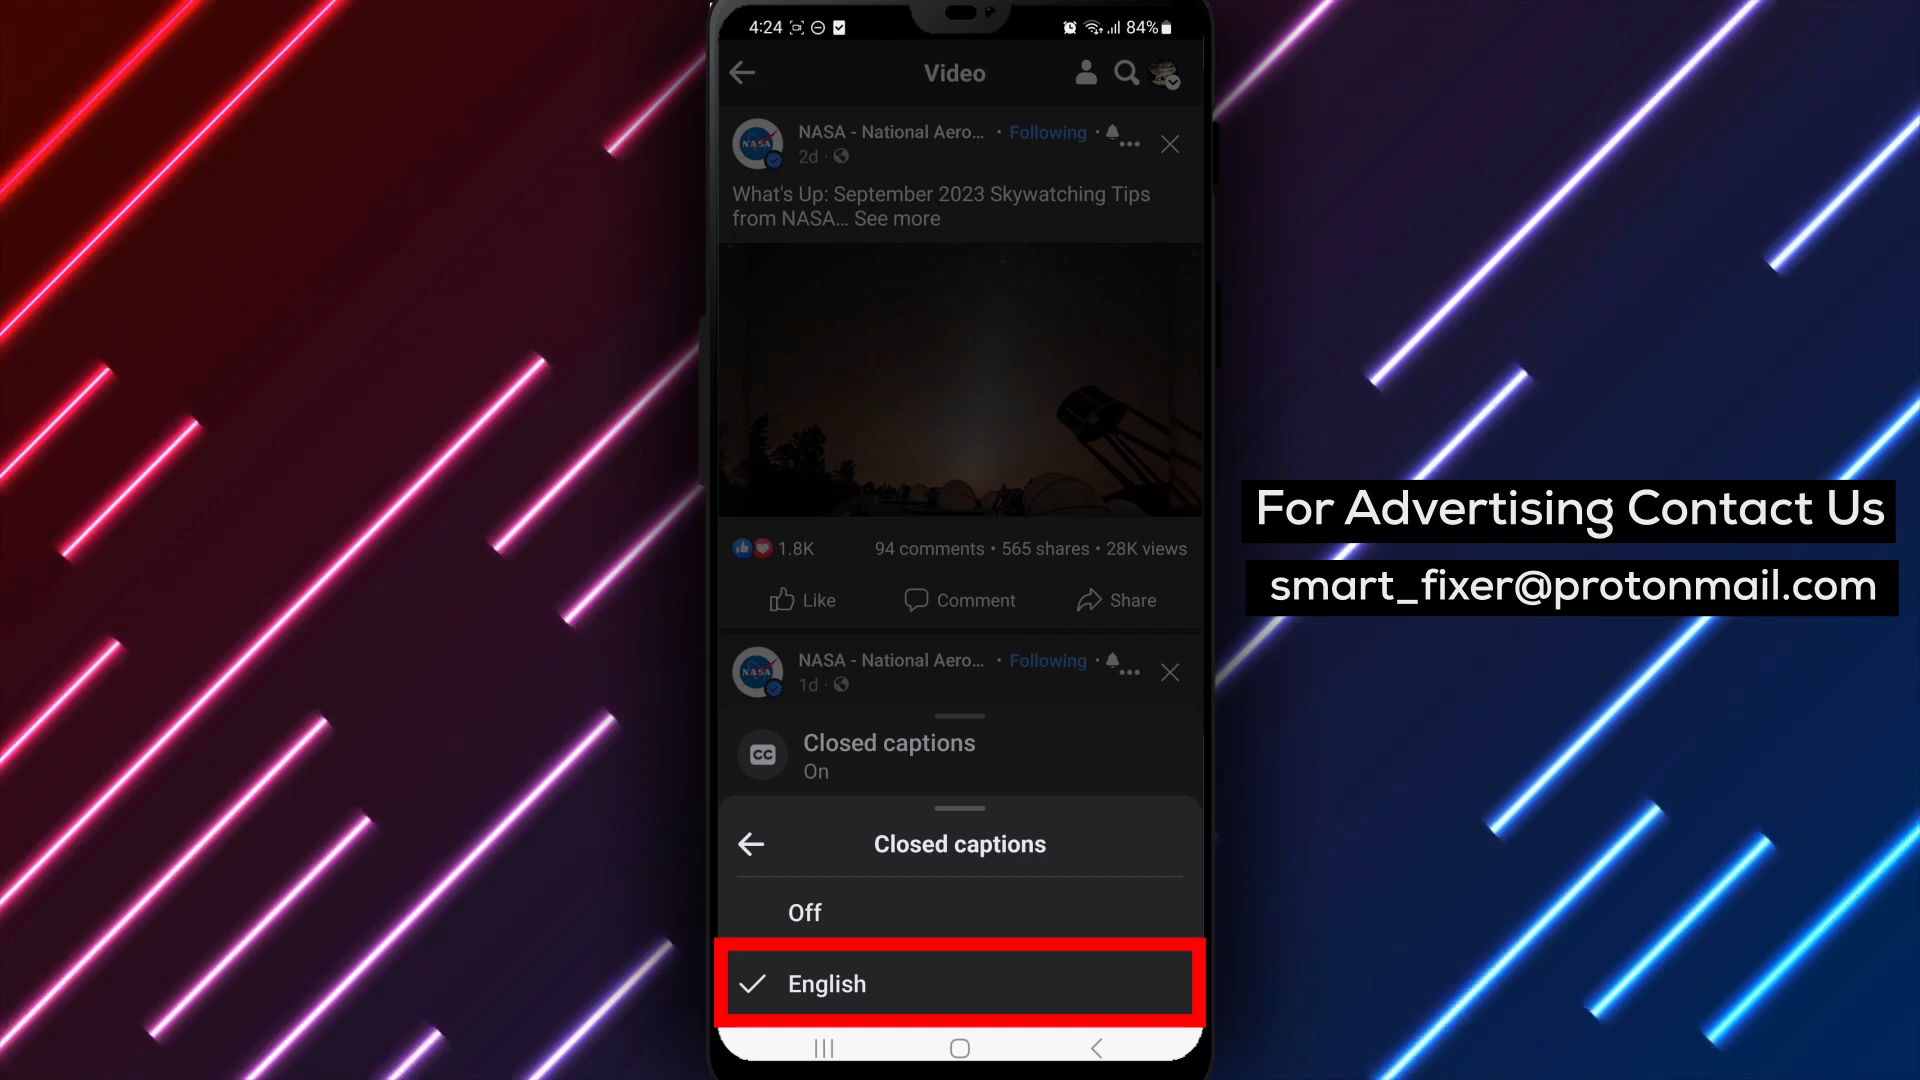 4:24
84%
Video
NASA - National Aero... · Following ·
2d ·
What's Up: September 2023 Skywatching Tips
from NASA... See more
1.8K
94 comments • 565 shares • 28K views
Like
Comment
Share
NASA - National Aero... · Following ·
1d ·
CC
Closed captions
On
Closed captions
Off
English
For Advertising Contact Us
smart_fixer@protonmail.com